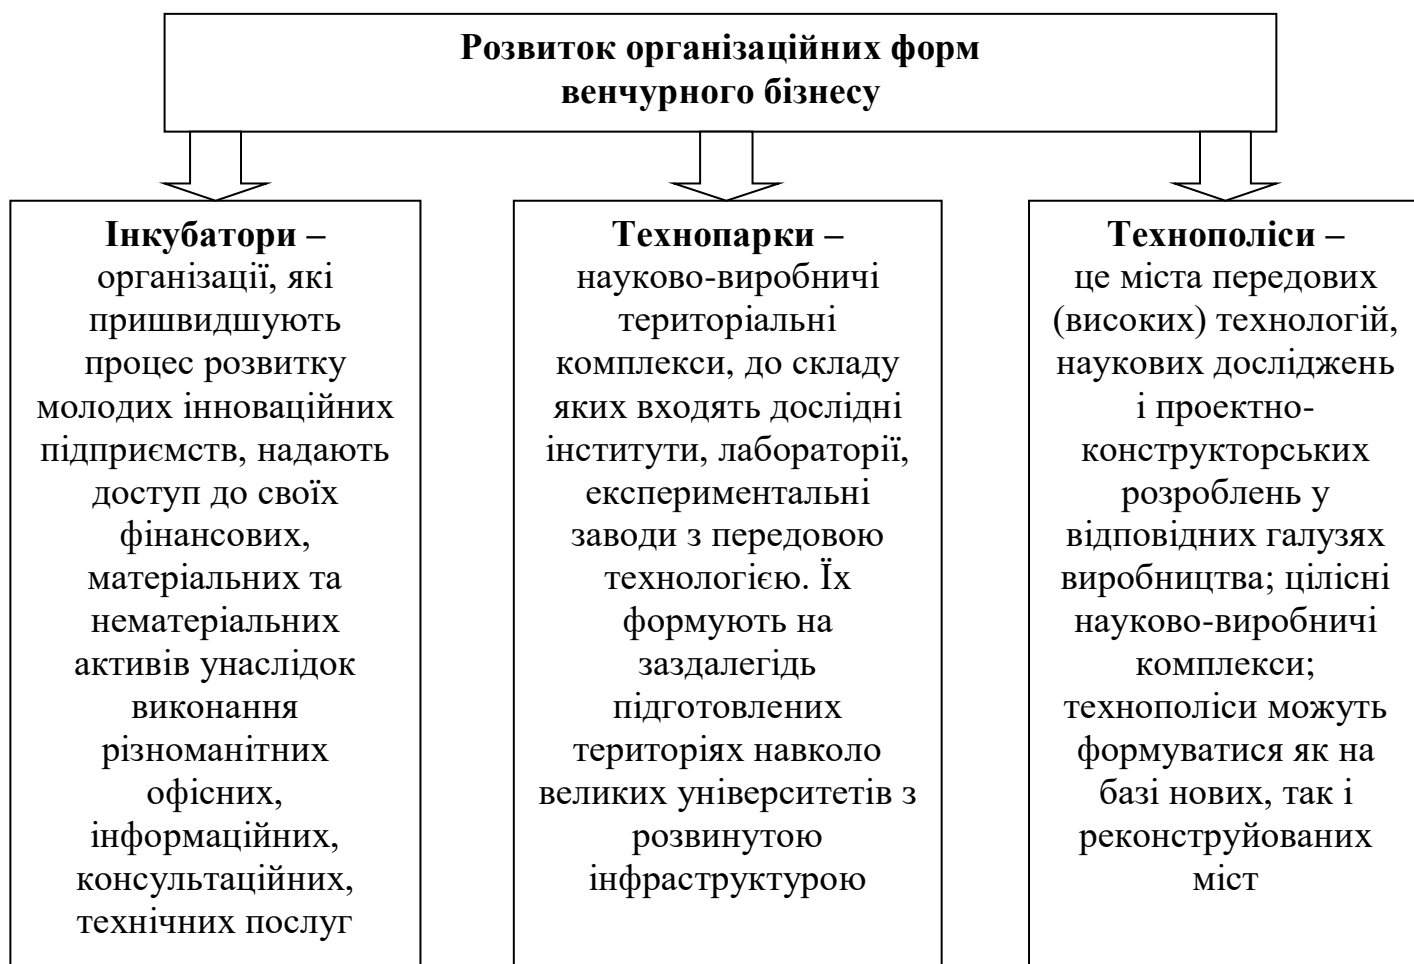 Розвиток організаційних форм
венчурного бізнесу
Інкубатори –
організації, які
пришвидшують
процес розвитку
молодих інноваційних
підприємств, надають
доступ до своїх
фінансових,
матеріальних та
нематеріальних
активів унаслідок
виконання
різноманітних
офісних,
інформаційних,
консультаційних,
технічних послуг
Технопарки –
науково-виробничі
територіальні
комплекси, до складу
яких входять дослідні
інститути, лабораторії,
експериментальні
заводи з передовою
технологією. Їх
формують на
заздалегідь
підготовлених
територіях навколо
великих університетів з
розвинутою
інфраструктурою
Технополіси –
це міста передових
(високих) технологій,
наукових досліджень
і проектно-
конструкторських
розроблень у
відповідних галузях
виробництва; цілісні
науково-виробничі
комплекси;
технополіси можуть
формуватися як на
базі нових, так і
реконструйованих
міст